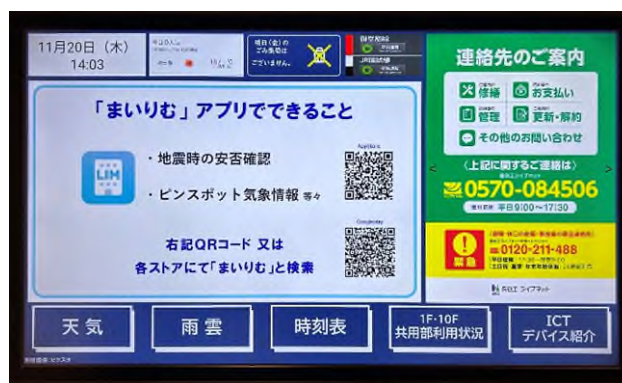 11月20日（木）
14:03
明日（金）の
ごみ集荷は
ございません。
「まいりむ」アプリでできること
LIM
・地震時の安否確認
・ピンスポット気象情報 等々
右記QRコード 又は
各ストアにて「まいりむ」と検索
連絡先のご案内
修繕
お支払い
管理
更新・解約
その他のお問い合わせ
〈上記に関するご連絡は〉
0570-084506
平日9:00～17:30
緊急
0120-211-488
天気
雨雲
時刻表
1F・10F
共用部利用状況
ICT
デバイス紹介